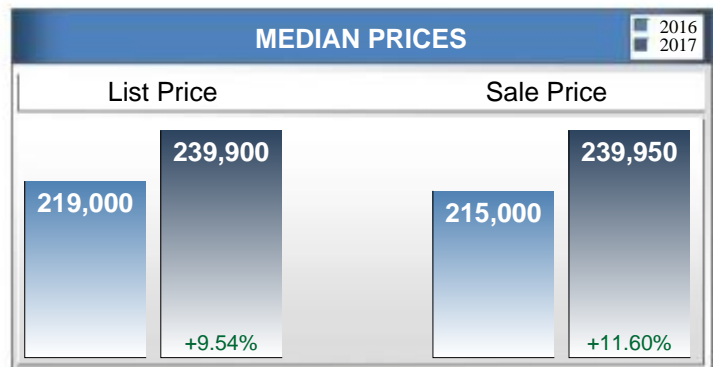 MEDIAN PRICES
2016
2017
List Price
Sale Price
219,000
239,900
+9.54%
215,000
239,950
+11.60%